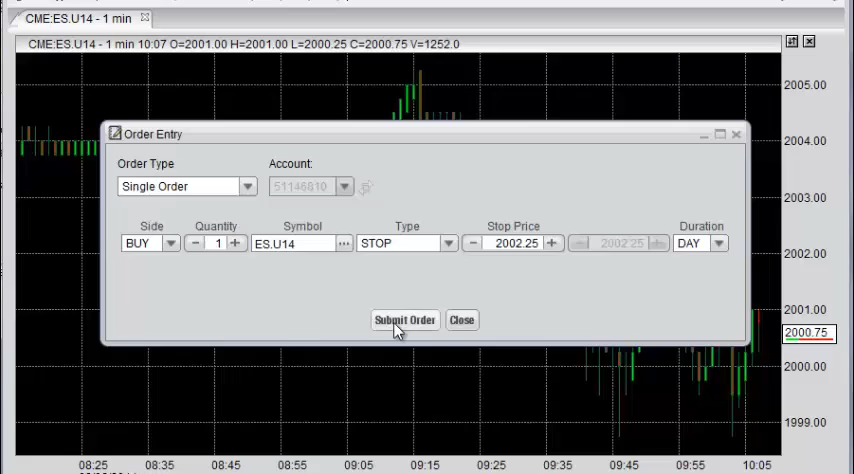 CME:ES.U14 - 1 min
CME:ES.U14 - 1 min 10:07 O=2001.00 H=2001.00 L=2000.25 C=2000.75 V=1252.0
2005.00
Order Entry
2004.00
Order Type Account:
Single Order 51146810
2003.00
Side Quantity Symbol Type Stop Price Duration
BUY - 1 + ES.U14 ... STOP - 2002.25 + - 2002.25 + DAY
2002.00
2001.00
Submit Order Close
2000.75
2000.00
1999.00
08:25 08:35 08:45 08:55 09:05 09:15 09:25 09:35 09:45 09:55 10:05